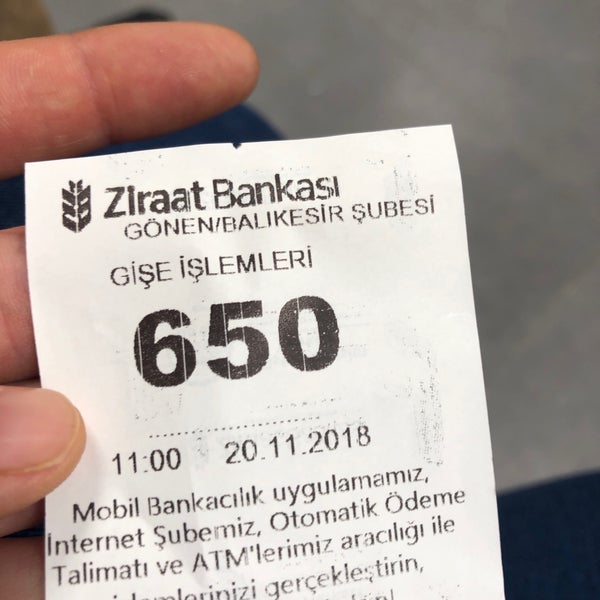 Ziraat Bankası
GÖNEN/BALIKESİR ŞUBESİ
GİŞE İŞLEMLERİ
650
11:00 20.11.2018
Mobil Bankacılık uygulamamız,
İnternet Şubemiz, Otomatik Ödeme
Talimatı ve ATM'lerimiz aracılığı ile
işlemlerinizi gerçekleştirin,